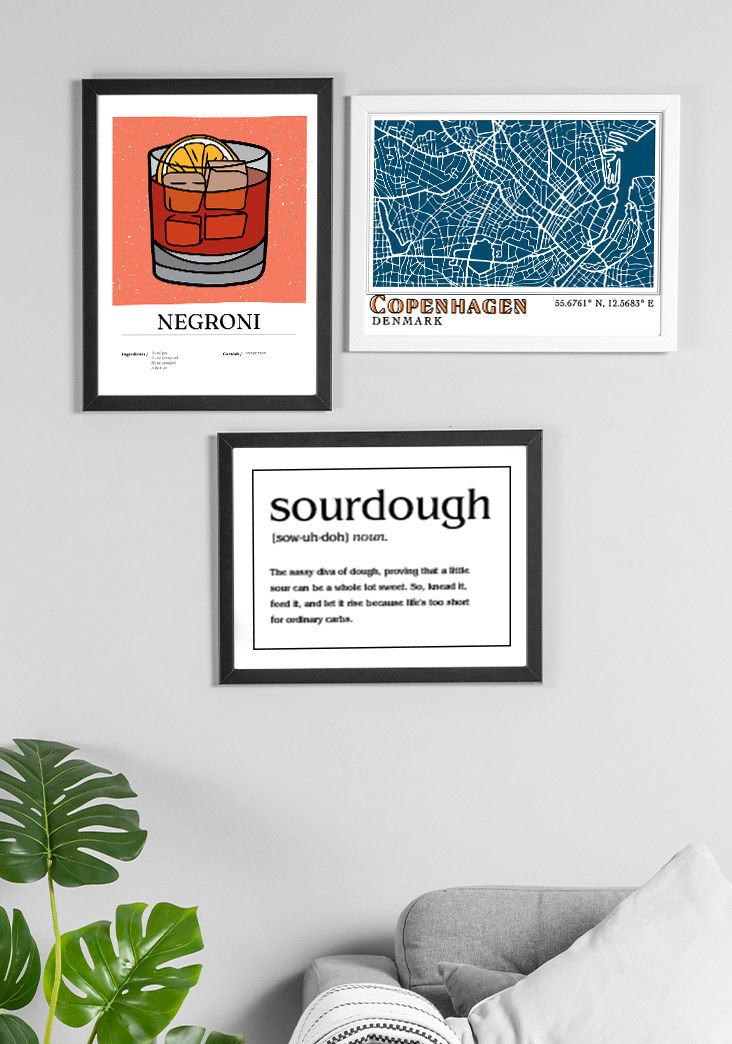 NEGRONI
Ingredients /
Garnish /
COPENHAGEN
DENMARK
55.6761° N, 12.5683° E
sourdough
[sow-uh-doh] noun.
The sassy diva of dough, proving that a little
sour can be a whole lot sweet. So, knead it,
feed it, and let it rise because life's too short
for ordinary carbs.